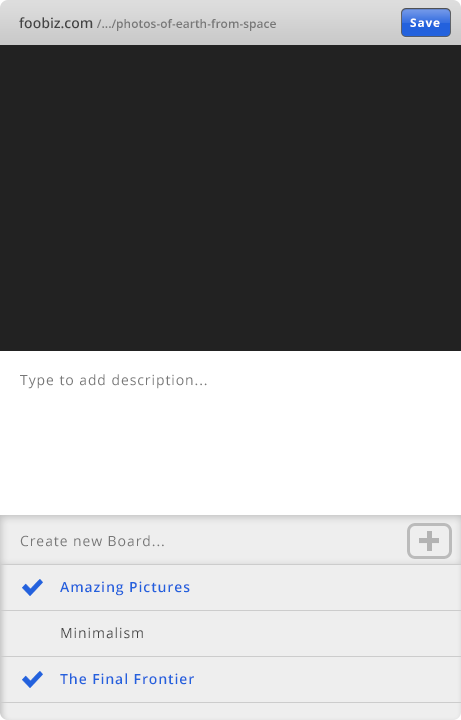 foobiz.com /.../photos-of-earth-from-space
Save
Type to add description...
Create new Board...
Amazing Pictures
Minimalism
The Final Frontier